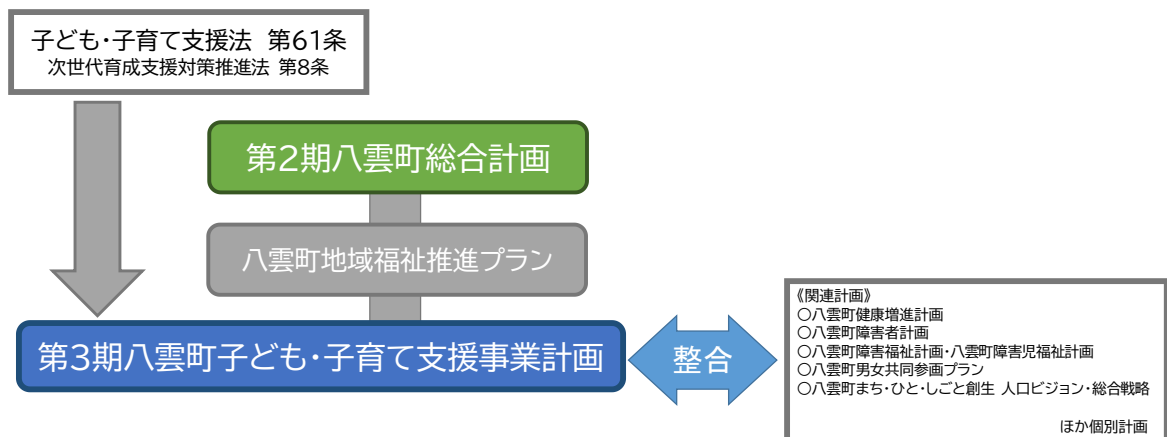 子ども・子育て支援法 第61条
次世代育成支援対策推進法 第8条
第2期八雲町総合計画
八雲町地域福祉推進プラン
第3期八雲町子ども・子育て支援事業計画
整合
《関連計画》
○八雲町健康増進計画
○八雲町障害者計画
○八雲町障害福祉計画・八雲町障害児福祉計画
○八雲町男女共同参画プラン
○八雲町まち・ひと・しごと創生 人口ビジョン・総合戦略
ほか個別計画